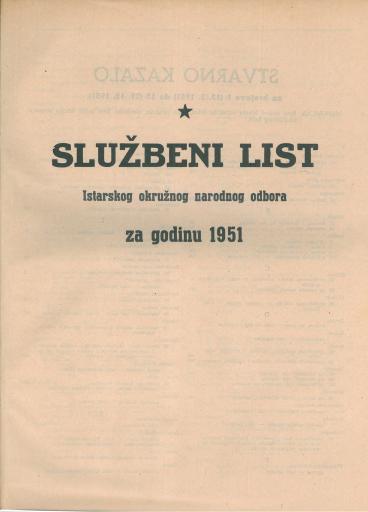 ★
SLUŽBENI LIST
Istarskog okružnog narodnog odbora
za godinu 1951